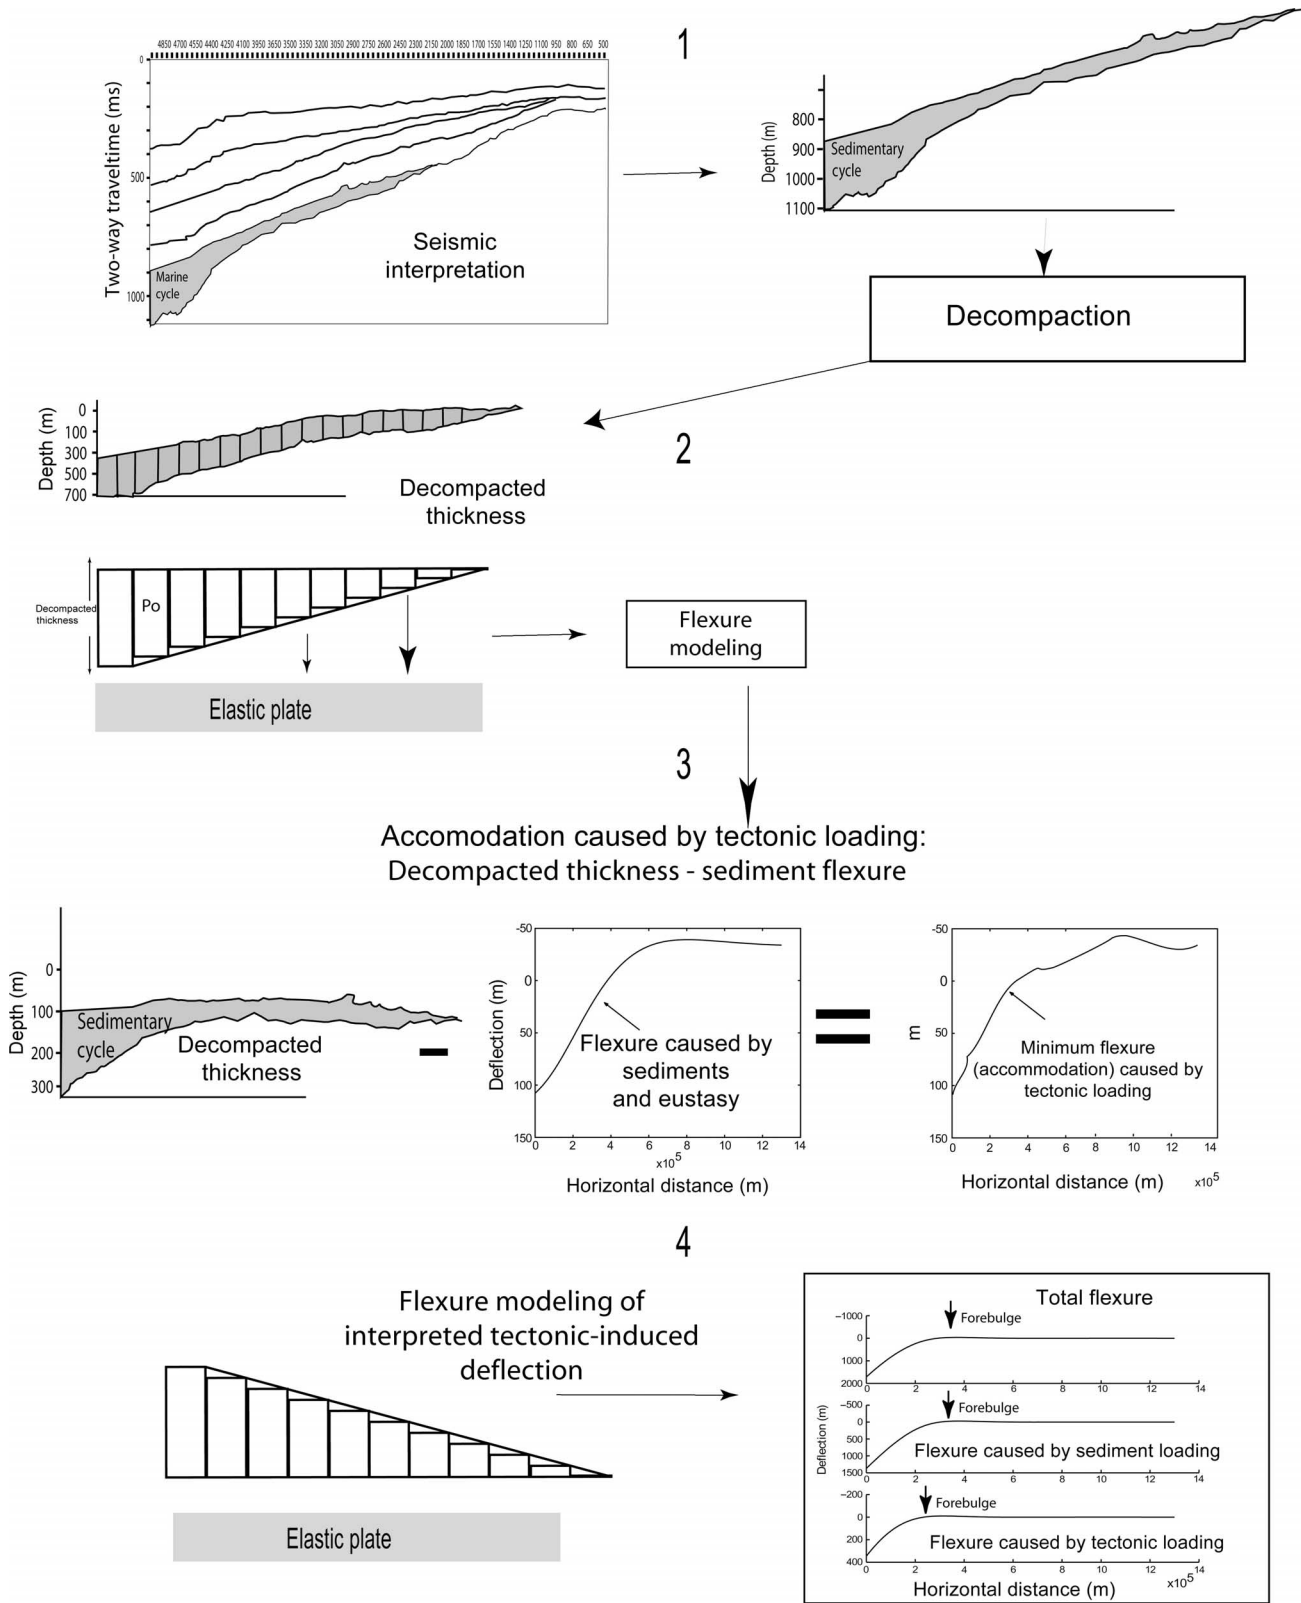 1
4850 4700 4550 4400 4250 4100 3950 3800 3650 3500 3350 3200 3050 2900 2750 2600 2450 2300 2150 2000 1850 1700 1550 1400 1250 1100 950 800 650 500
Two-way traveltime (ms)
0
500
1000
Marine
cycle
Seismic
interpretation
Depth (m)
800
900
1000
1100
Sedimentary
cycle
Decompaction
2
Depth (m)
0
100
300
500
700
Decompacted
thickness
Decompacted
thickness
Po
Elastic plate
Flexure
modeling
3
Accomodation caused by tectonic loading:
Decompacted thickness - sediment flexure
Depth (m)
0
100
200
300
Sedimentary
cycle
Decompacted
thickness
-
Deflection (m)
-50
0
50
100
150
0 2 4 6 8 10 12 14
x10⁵
Horizontal distance (m)
Flexure caused by
sediments
and eustasy
=
m
-50
0
50
100
150
0 2 4 6 8 10 12 14
Horizontal distance (m) x10⁵
Minimum flexure
(accommodation) caused by
tectonic loading
4
Flexure modeling of
interpreted tectonic-induced
deflection
Elastic plate
Total flexure
Forebulge
−1000
0
1000
2000
0 2 4 6 8 10 12 14
Deflection (m)
Forebulge
−500
0
500
1000
1500
Flexure caused by sediment loading
0 2 4 6 8 10 12 14
Forebulge
−200
0
200
400
Flexure caused by tectonic loading
0 2 4 6 8 10 12 14
Horizontal distance (m) x10⁵